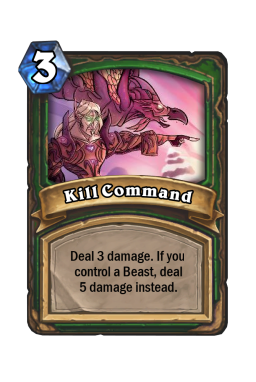 3
Kill Command
Deal 3 damage. If you
control a Beast, deal
5 damage instead.